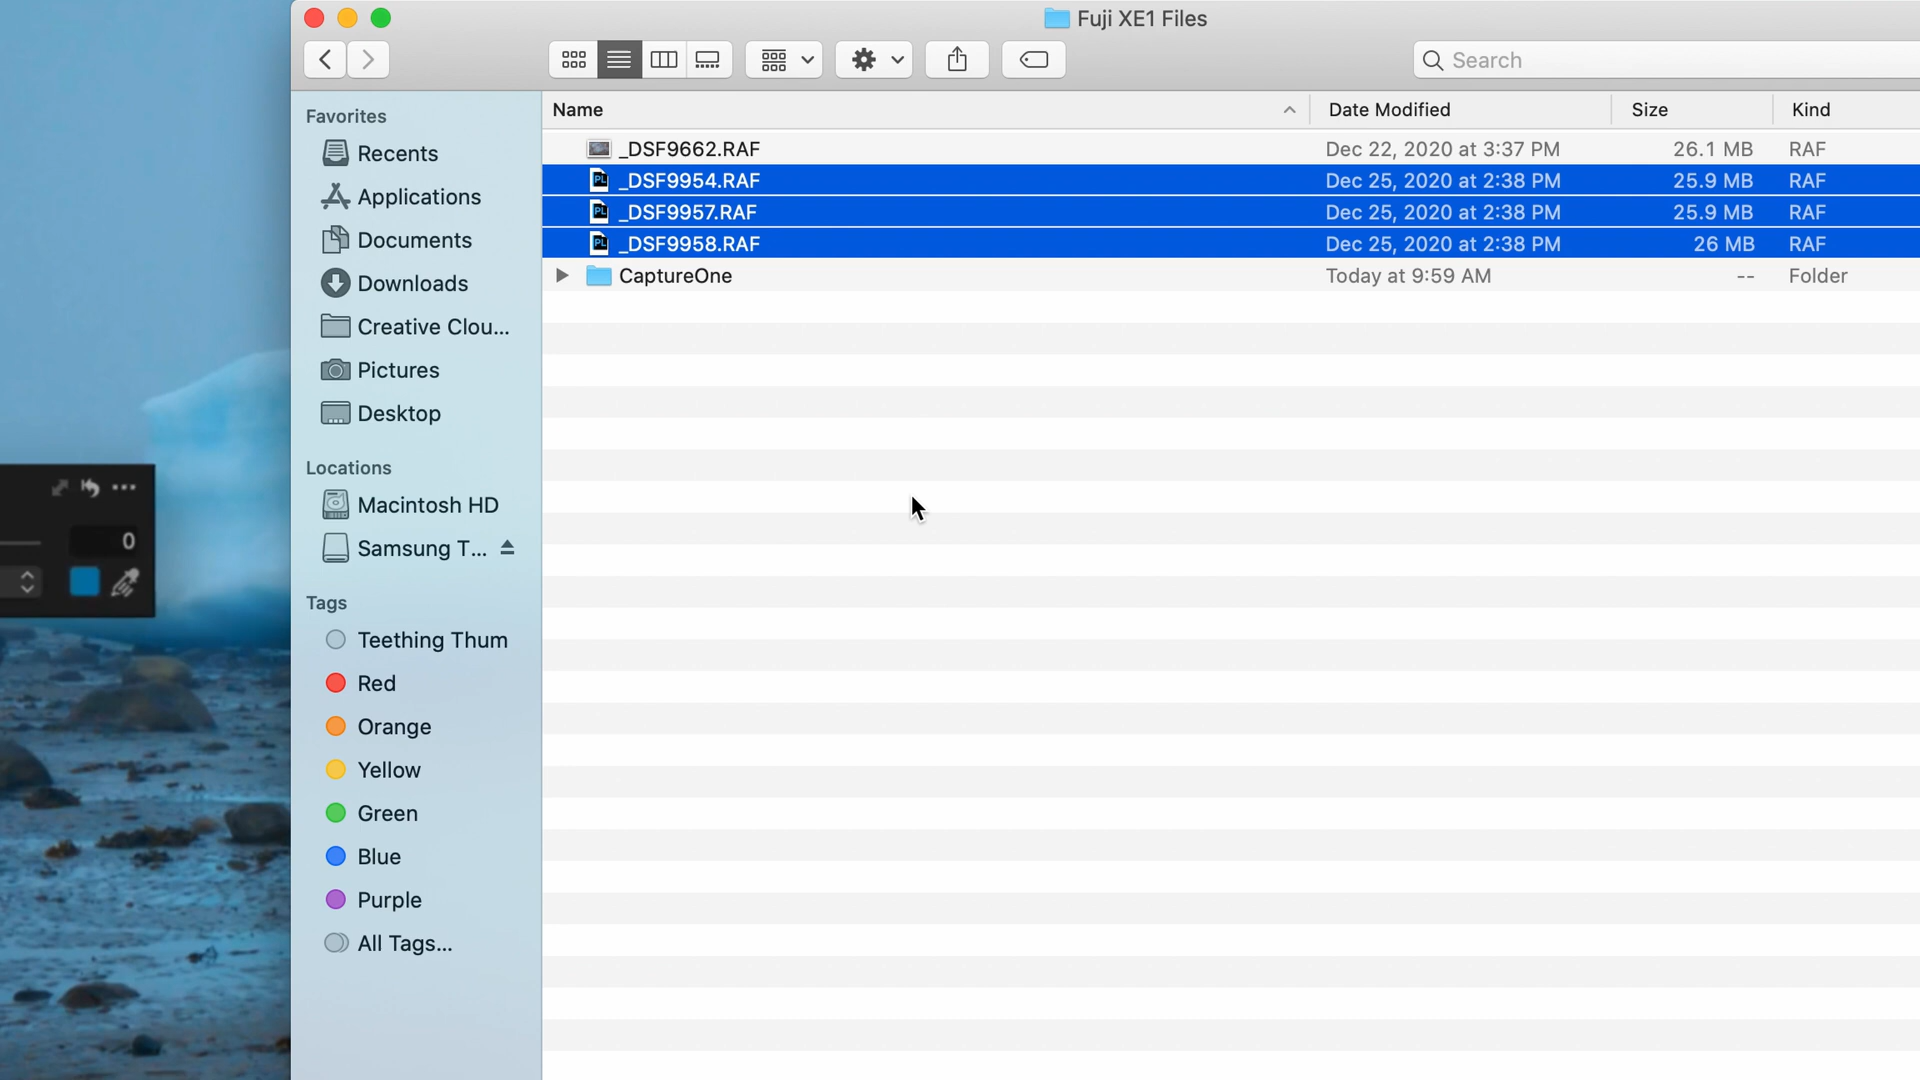 Fuji XE1 Files
Search
Favorites
Recents
Applications
Documents
Downloads
Creative Clou...
Pictures
Desktop
Locations
Macintosh HD
Samsung T...
Tags
Teething Thum
Red
Orange
Yellow
Green
Blue
Purple
All Tags...
Name Date Modified Size Kind
_DSF9662.RAF Dec 22, 2020 at 3:37 PM 26.1 MB RAF
PL _DSF9954.RAF Dec 25, 2020 at 2:38 PM 25.9 MB RAF
PL _DSF9957.RAF Dec 25, 2020 at 2:38 PM 25.9 MB RAF
PL _DSF9958.RAF Dec 25, 2020 at 2:38 PM 26 MB RAF
CaptureOne Today at 9:59 AM -- Folder
0